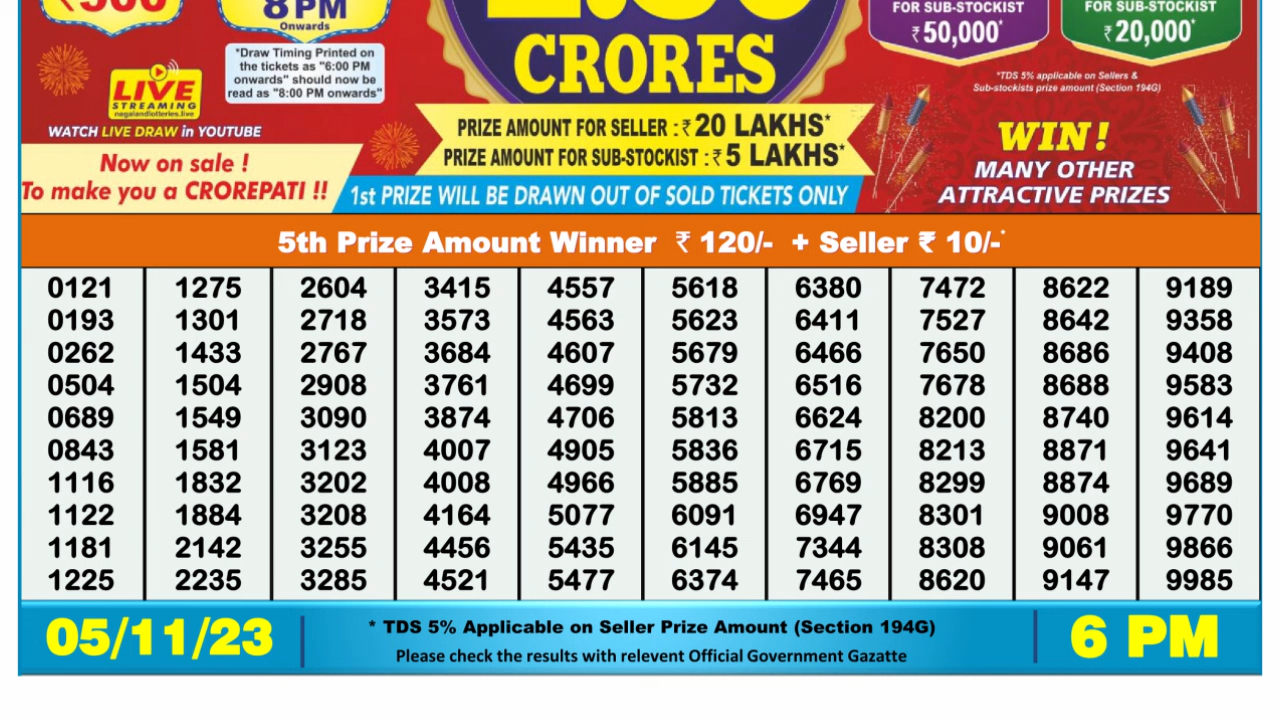 ₹500
8PM
Onwards
*Draw Timing Printed on
the tickets as "6:00 PM
onwards" should now be
read as "8:00 PM onwards"
LIVE
STREAMING
nagalandlotteries.live
WATCH LIVE DRAW in YOUTUBE
Now on sale !
To make you a CROREPATI !!
CRORES
PRIZE AMOUNT FOR SELLER : ₹ 20 LAKHS*
PRIZE AMOUNT FOR SUB-STOCKIST : ₹ 5 LAKHS*
1st PRIZE WILL BE DRAWN OUT OF SOLD TICKETS ONLY
FOR SUB-STOCKIST
₹ 50,000*
FOR SUB-STOCKIST
₹ 20,000*
*TDS 5% applicable on Sellers &
Sub-stockists prize amount (Section 194G)
WIN !
MANY OTHER
ATTRACTIVE PRIZES
5th Prize Amount Winner ₹ 120/- + Seller ₹ 10/-*
0121 1275 2604 3415 4557 5618 6380 7472 8622 9189
0193 1301 2718 3573 4563 5623 6411 7527 8642 9358
0262 1433 2767 3684 4607 5679 6466 7650 8686 9408
0504 1504 2908 3761 4699 5732 6516 7678 8688 9583
0689 1549 3090 3874 4706 5813 6624 8200 8740 9614
0843 1581 3123 4007 4905 5836 6715 8213 8871 9641
1116 1832 3202 4008 4966 5885 6769 8299 8874 9689
1122 1884 3208 4164 5077 6091 6947 8301 9008 9770
1181 2142 3255 4456 5435 6145 7344 8308 9061 9866
1225 2235 3285 4521 5477 6374 7465 8620 9147 9985
05/11/23
* TDS 5% Applicable on Seller Prize Amount (Section 194G)
Please check the results with relevent Official Government Gazatte
6 PM